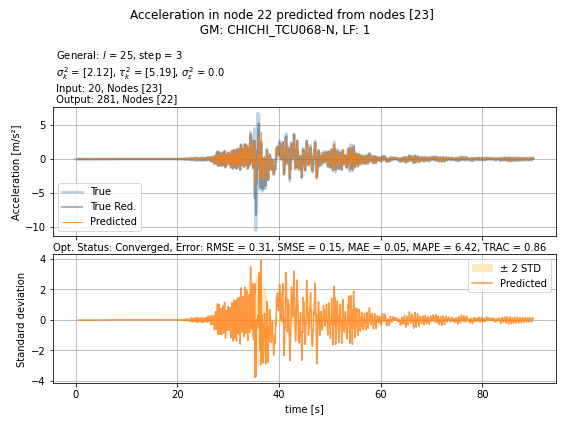 Acceleration in node 22 predicted from nodes [23]
GM: CHICHI_TCU068-N, LF: 1
General: l = 25, step = 3
σ²ₖ = [2.12], τ²ₖ = [5.19], σ²ε = 0.0
Input: 20, Nodes [23]
Output: 281, Nodes [22]
Acceleration [m/s²]
5
0
−5
−10
True
True Red.
Predicted
Opt. Status: Converged, Error: RMSE = 0.31, SMSE = 0.15, MAE = 0.05, MAPE = 6.42, TRAC = 0.86
Standard deviation
4
2
0
−2
−4
± 2 STD
Predicted
0 20 40 60 80
time [s]